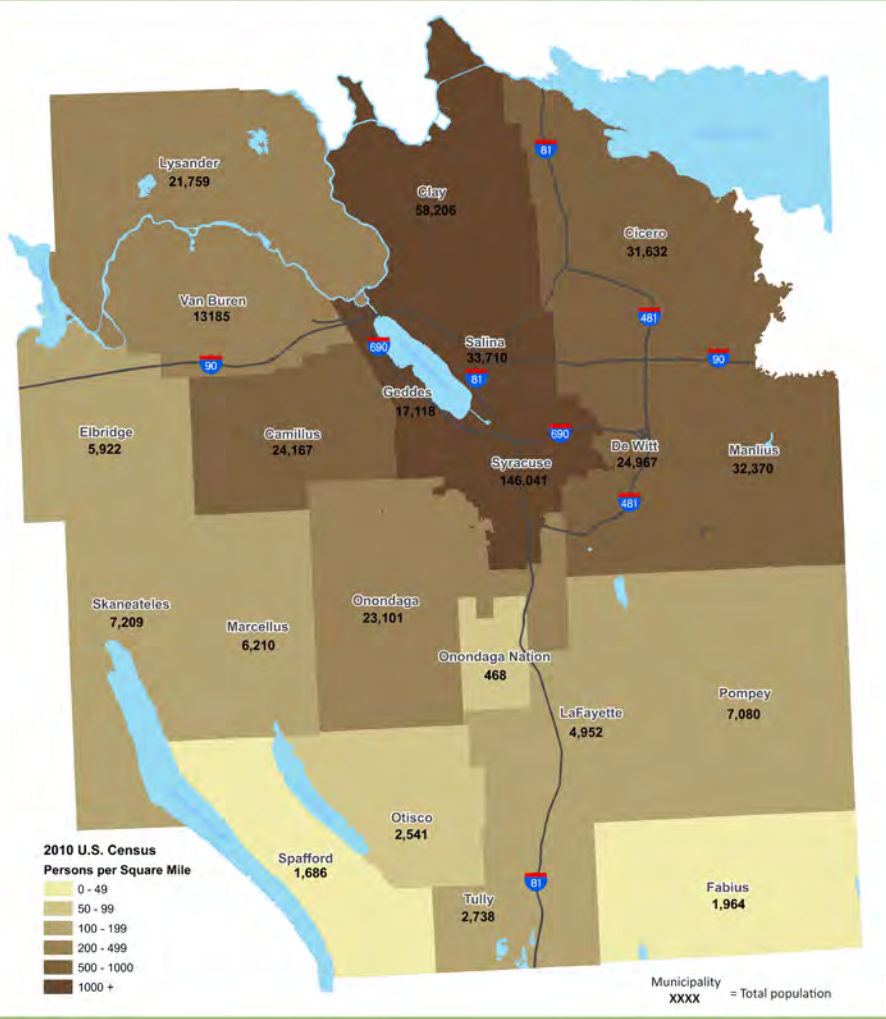 81
Lysander
21,759
Clay
58,206
Cicero
31,632
Van Buren
13185
481
Salina
33,710
690
90
90
81
Geddes
17,118
Elbridge
5,922
Camillus
24,167
690
De Witt
24,967
Manlius
32,370
Syracuse
146,041
481
Skaneateles
7,209
Onondaga
23,101
Marcellus
6,210
Onondaga Nation
468
Pompey
7,080
LaFayette
4,952
Otisco
2,541
Spafford
1,686
81
Fabius
1,964
Tully
2,738
2010 U.S. Census
Persons per Square Mile
0 - 49
50 - 99
100 - 199
200 - 499
500 - 1000
1000 +
Municipality
XXXX = Total population